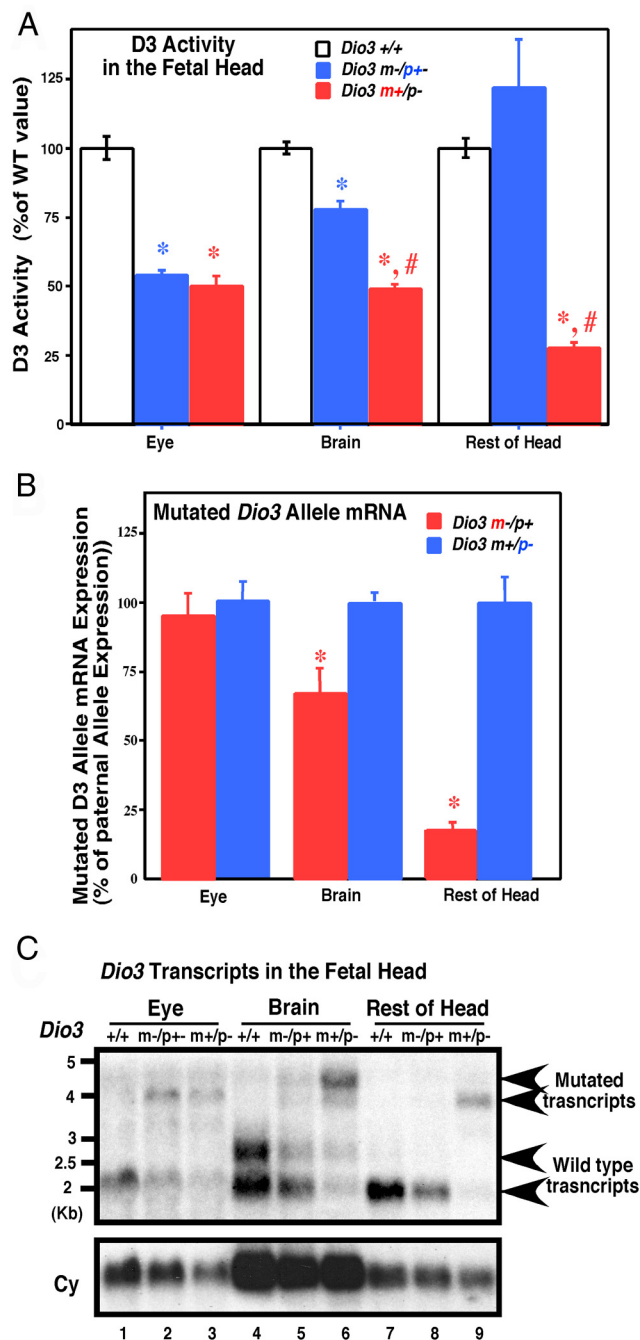 A
D3 Activity
in the Fetal Head
Dio3 +/+
Dio3 m-/p+-
Dio3 m+/p-
D3 Activity (%of WT value)
125
100
75
50
25
0
*
*
*
*, #
*, #
Eye
Brain
Rest of Head
B
Mutated Dio3 Allele mRNA
Dio3 m-/p+
Dio3 m+/p-
Mutated D3 Allele mRNA Expression
(% of paternal Allele Expression))
125
100
75
50
25
0
*
*
Eye
Brain
Rest of Head
C
Dio3 Transcripts in the Fetal Head
Eye
Brain
Rest of Head
Dio3
+/+ m-/p+- m+/p- +/+ m-/p+ m+/p- +/+ m-/p+ m+/p-
5
4
3
2.5
2
(Kb)
Mutated
trasncripts
Wild type
trasncripts
Cy
1 2 3 4 5 6 7 8 9